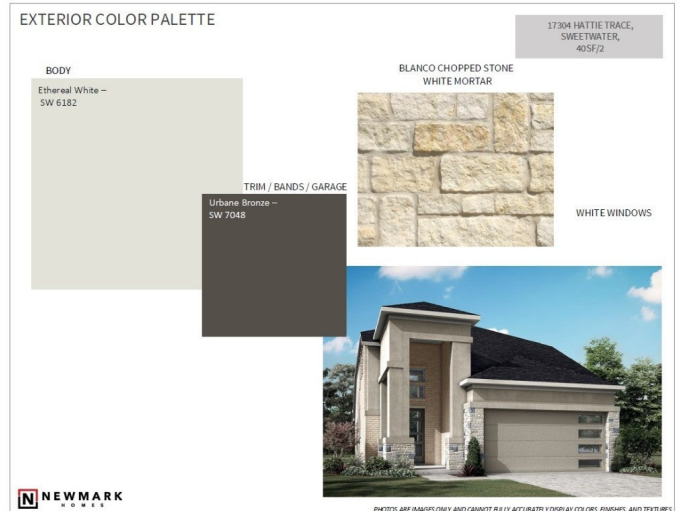 EXTERIOR COLOR PALETTE
17304 HATTIE TRACE,
SWEETWATER,
40SF/2
BODY
Ethereal White –
SW 6182
BLANCO CHOPPED STONE
WHITE MORTAR
TRIM / BANDS / GARAGE
Urbane Bronze –
SW 7048
WHITE WINDOWS
N NEWMARK
HOMES
PHOTOS ARE IMAGES ONLY AND CANNOT FULLY ACCURATELY DISPLAY COLORS, FINISHES, AND TEXTURES